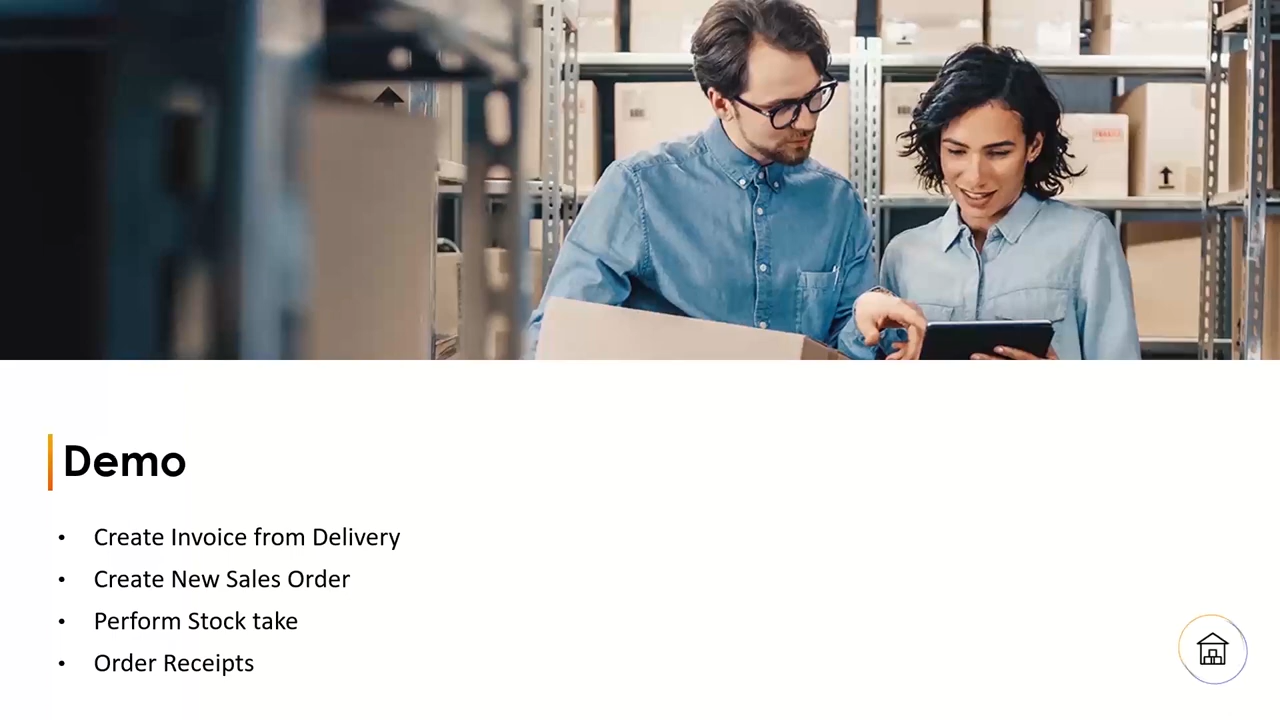 Demo
• Create Invoice from Delivery
• Create New Sales Order
• Perform Stock take
• Order Receipts